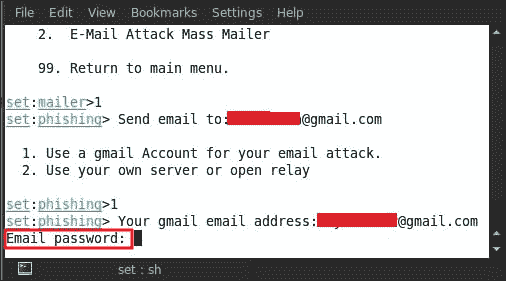 File Edit View Bookmarks Settings Help
2. E-Mail Attack Mass Mailer
99. Return to main menu.
set:mailer>1
set:phishing> Send email to: @gmail.com
1. Use a gmail Account for your email attack.
2. Use your own server or open relay
set:phishing>1
set:phishing> Your gmail email address: @gmail.com
Email password:
set : sh